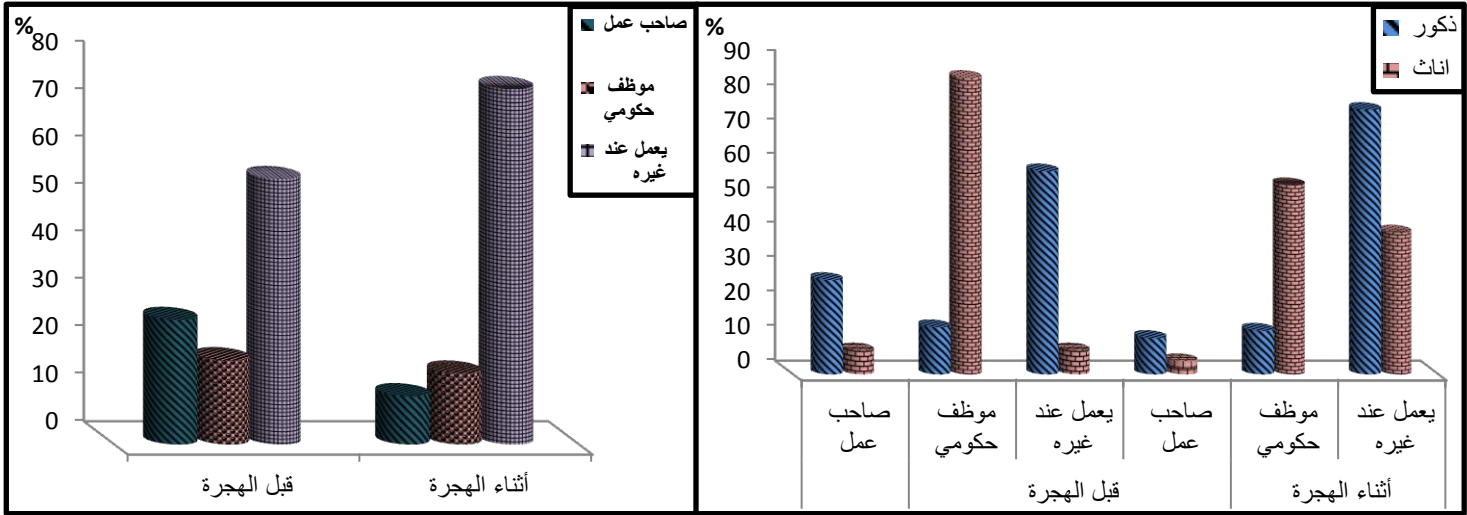 %
80
70
60
50
40
30
20
10
0
صاحب عمل
موظف
حكومي
يعمل عند
غيره
قبل الهجرة
أثناء الهجرة
%
90
80
70
60
50
40
30
20
10
0
ذكور
اناث
صاحب
عمل
موظف
حكومي
يعمل عند
غيره
صاحب
عمل
موظف
حكومي
يعمل عند
غيره
قبل الهجرة
أثناء الهجرة